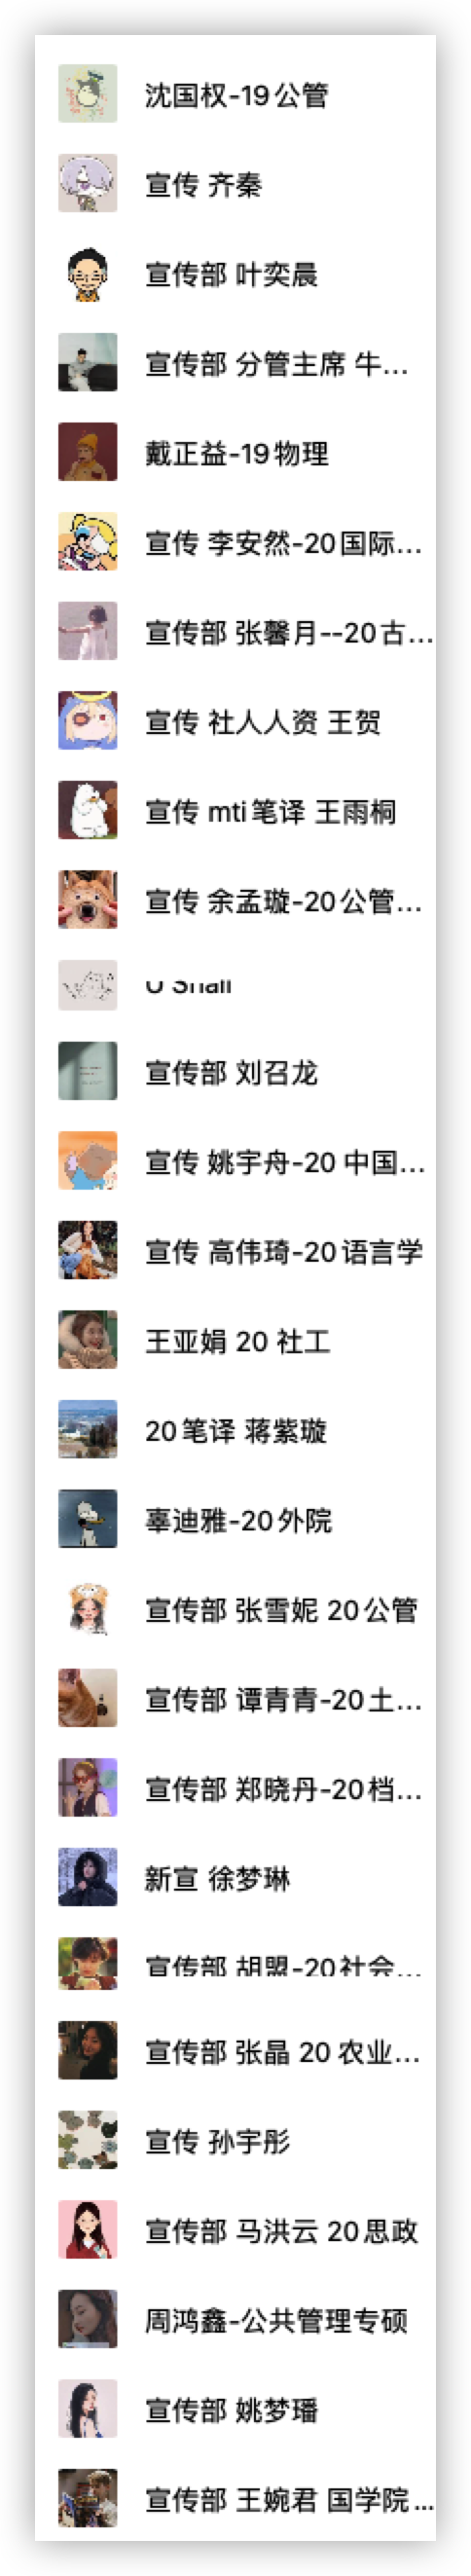 沈国权-19公管
宣传 齐秦
宣传部 叶奕晨
宣传部 分管主席 牛...
戴正益-19物理
宣传 李安然-20国际...
宣传部 张馨月--20古...
宣传 社人人资 王贺
宣传 mti笔译 王雨桐
宣传 余孟璇-20公管...
宣传部 刘召龙
宣传 姚宇舟-20 中国...
宣传 高伟琦-20语言学
王亚娟 20 社工
20笔译 蒋紫璇
辜迪雅-20外院
宣传部 张雪妮 20公管
宣传部 谭青青-20土...
宣传部 郑晓丹-20档...
新宣 徐梦琳
宣传部 胡盟-20社会...
宣传部 张晶 20 农业...
宣传 孙宇彤
宣传部 马洪云 20思政
周鸿鑫-公共管理专硕
宣传部 姚梦璠
宣传部 王婉君 国学院...